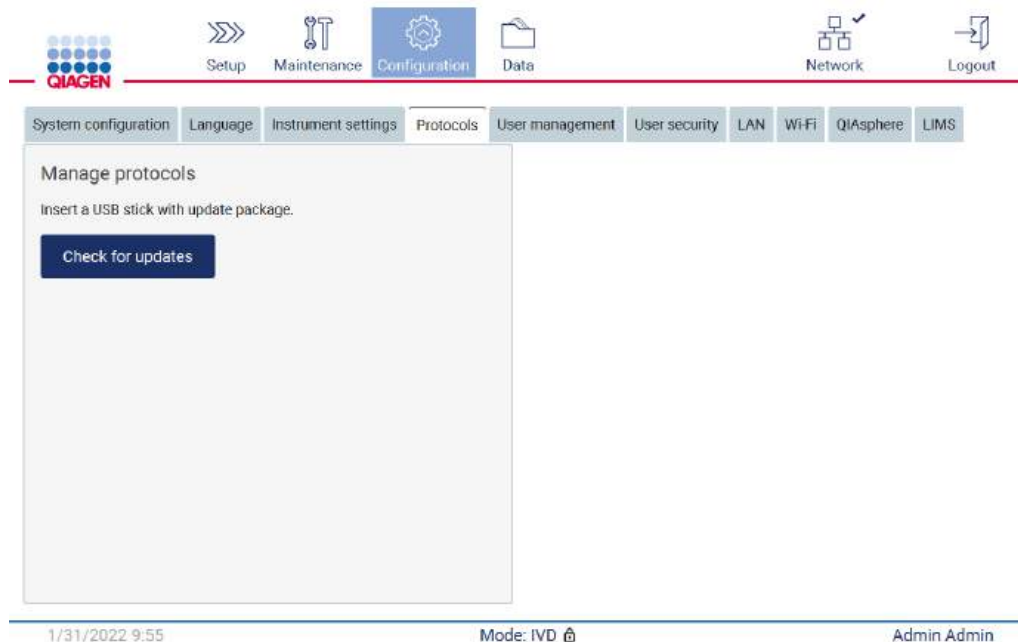 QIAGEN
Setup
Maintenance
Configuration
Data
Network
Logout
System configuration
Language
Instrument settings
Protocols
User management
User security
LAN
Wi-Fi
QIAsphere
LIMS
Manage protocols
Insert a USB stick with update package.
Check for updates
1/31/2022 9:55
Mode: IVD
Admin Admin